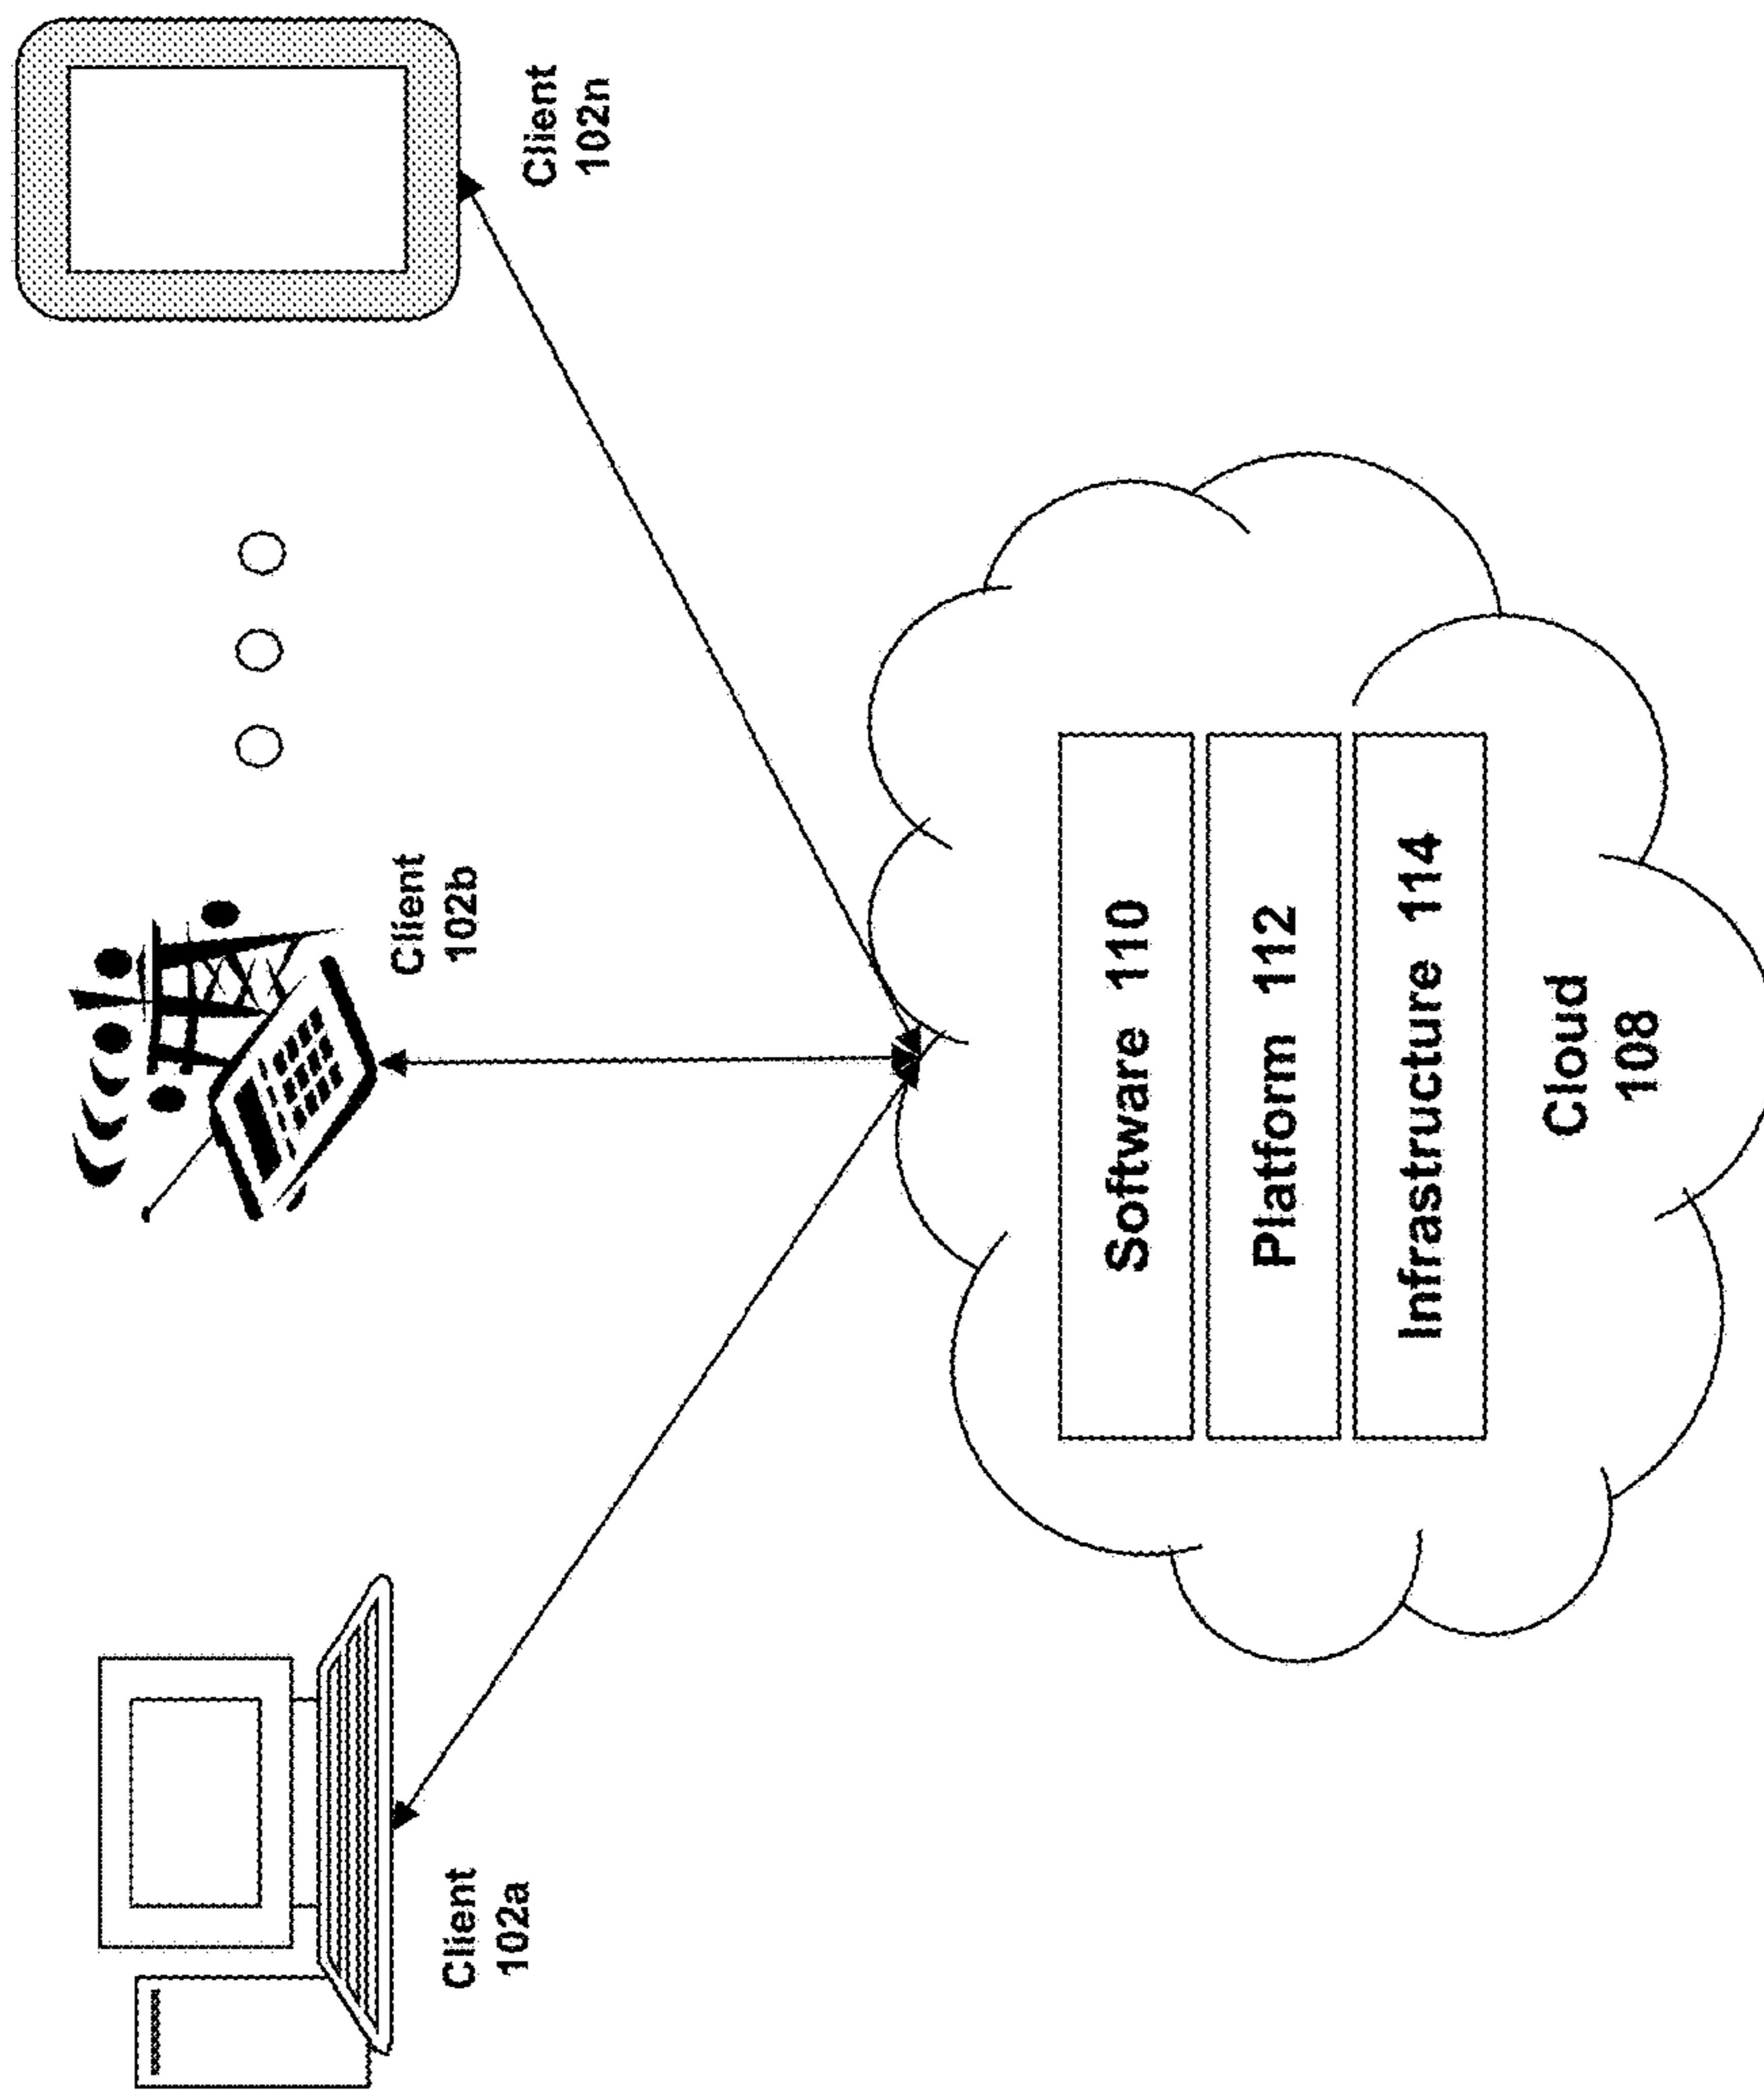 Client
102a
Client
102b
Client
102n
Software 110
Platform 112
Infrastructure 114
Cloud
108